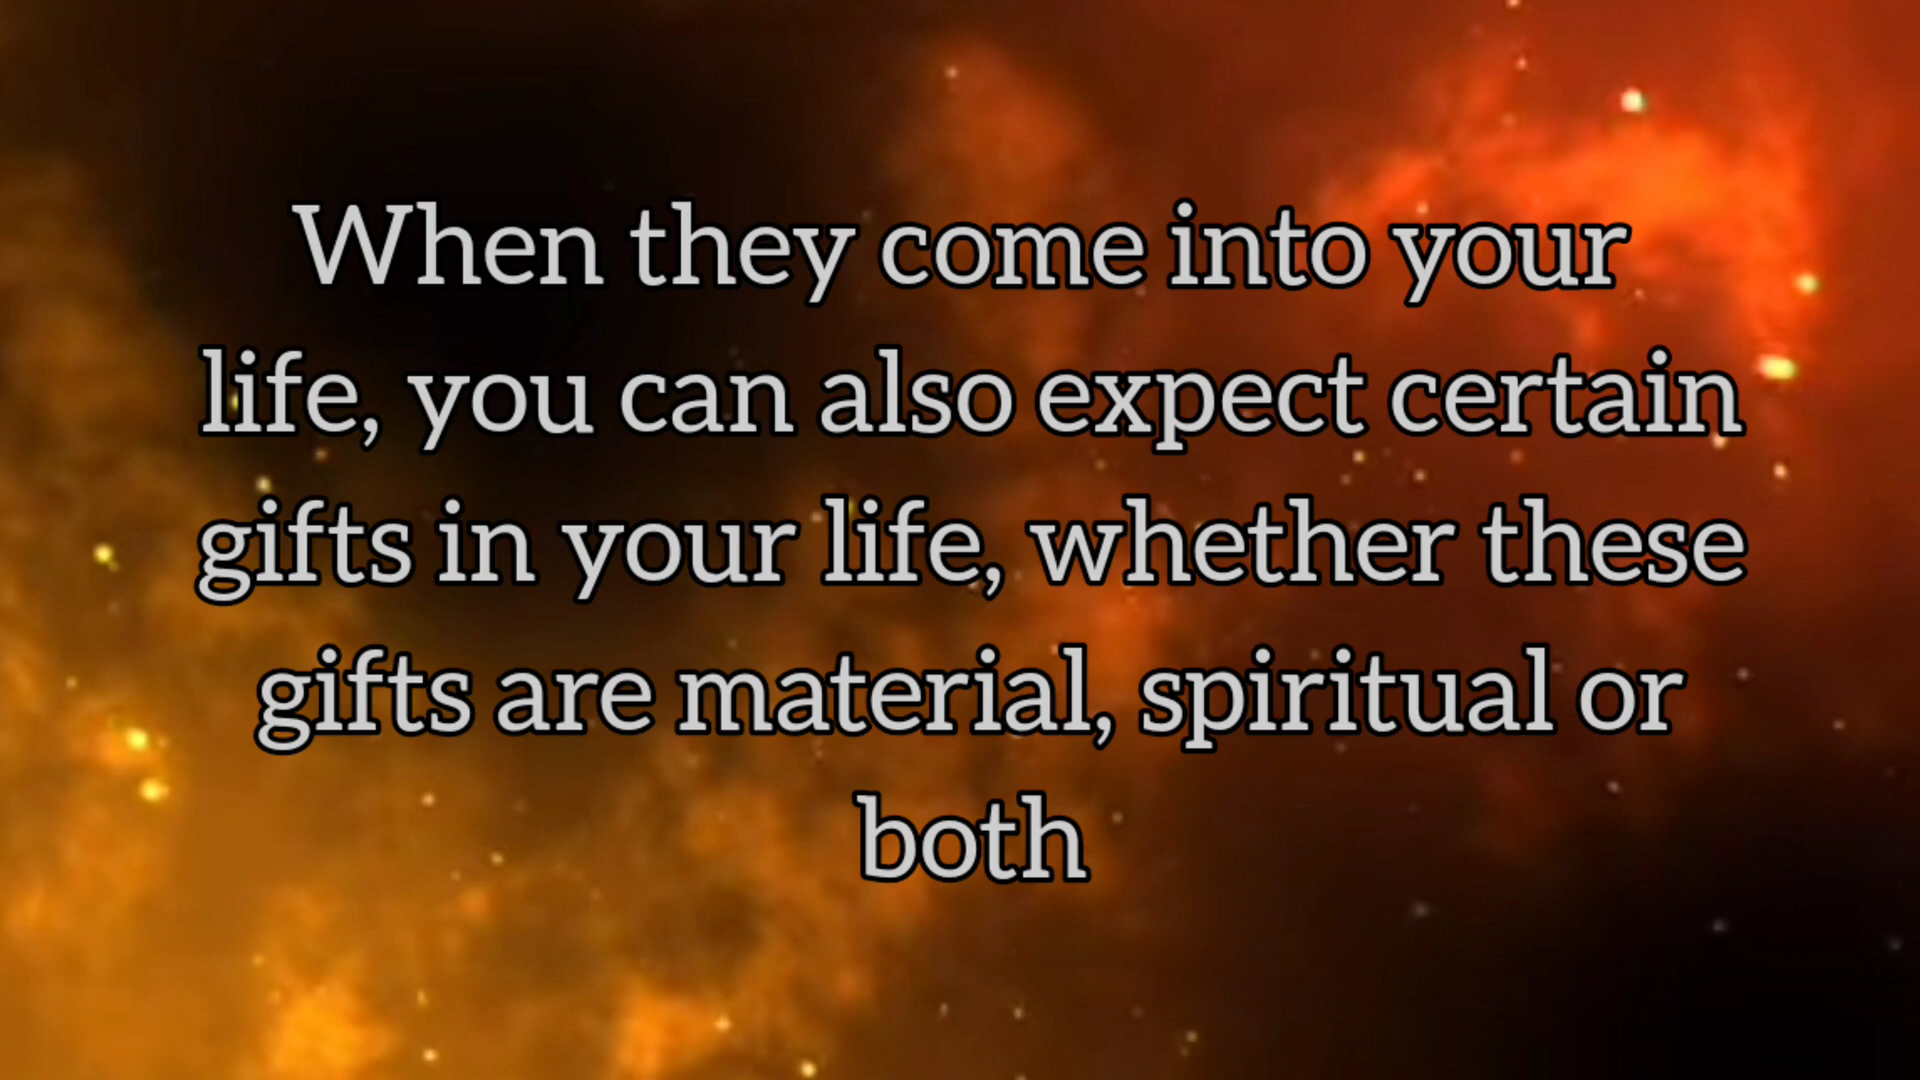 When they come into your
life, you can also expect certain
gifts in your life, whether these
gifts are material, spiritual or
both